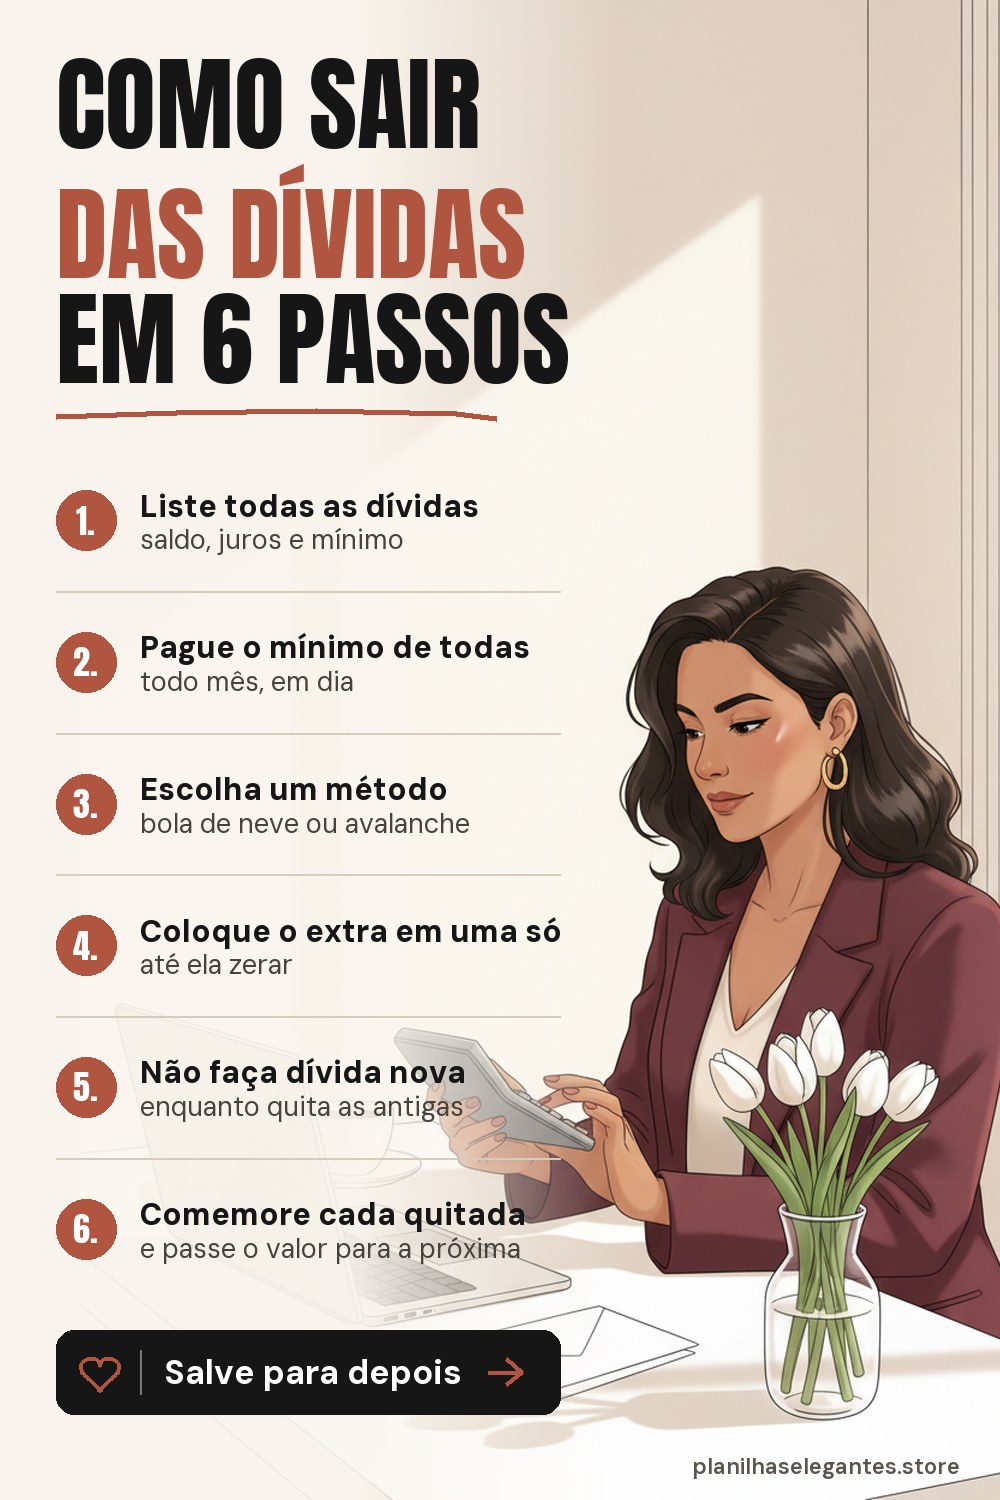 COMO SAIR
DAS DÍVIDAS
EM 6 PASSOS
1. Liste todas as dívidas
saldo, juros e mínimo
2. Pague o mínimo de todas
todo mês, em dia
3. Escolha um método
bola de neve ou avalanche
4. Coloque o extra em uma só
até ela zerar
5. Não faça dívida nova
enquanto quita as antigas
6. Comemore cada quitada
e passe o valor para a próxima
Salve para depois
planilhaselegantes.store